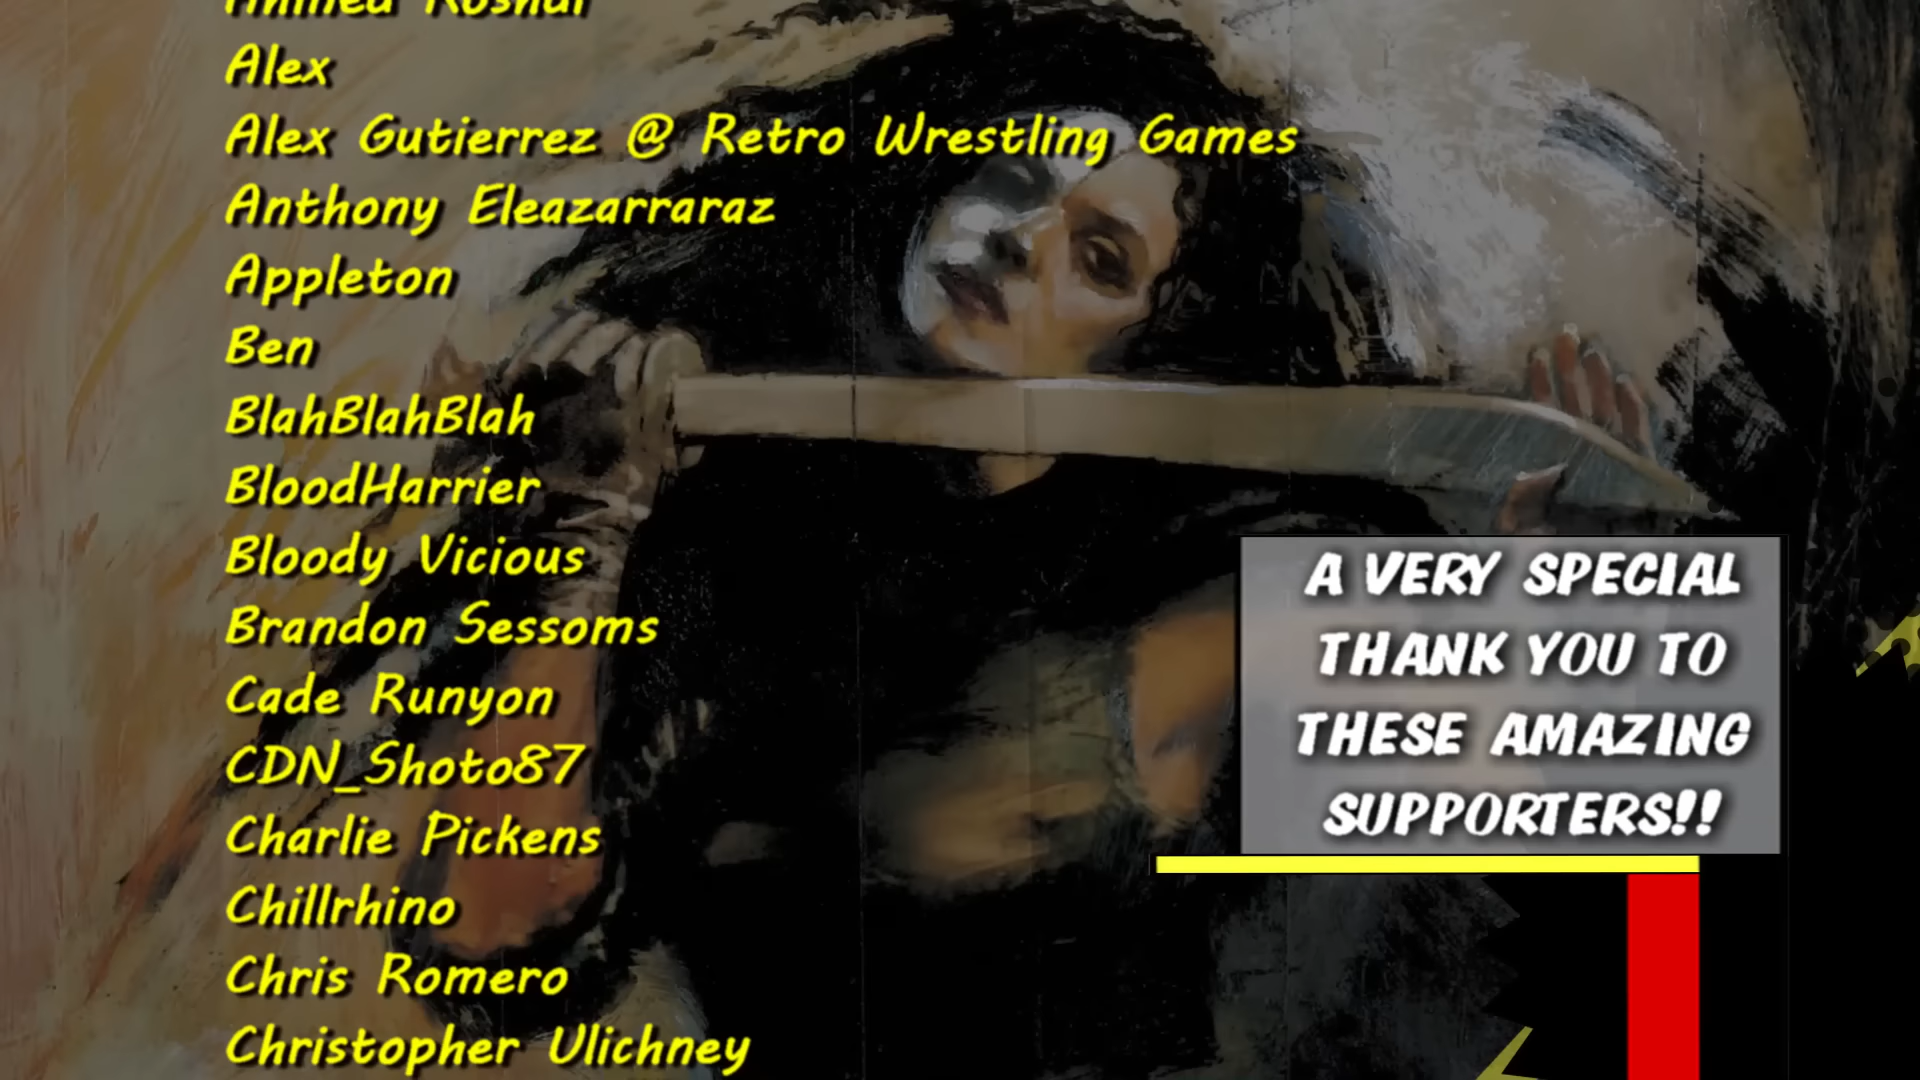 Alex
Alex Gutierrez @ Retro Wrestling Games
Anthony Eleazarraraz
Appleton
Ben
BlahBlahBlah
BloodHarrier
Bloody Vicious
Brandon Sessoms
Cade Runyon
CDN_Shoto87
Charlie Pickens
Chillrhino
Chris Romero
Christopher Ulichney
A VERY SPECIAL
THANK YOU TO
THESE AMAZING
SUPPORTERS!!